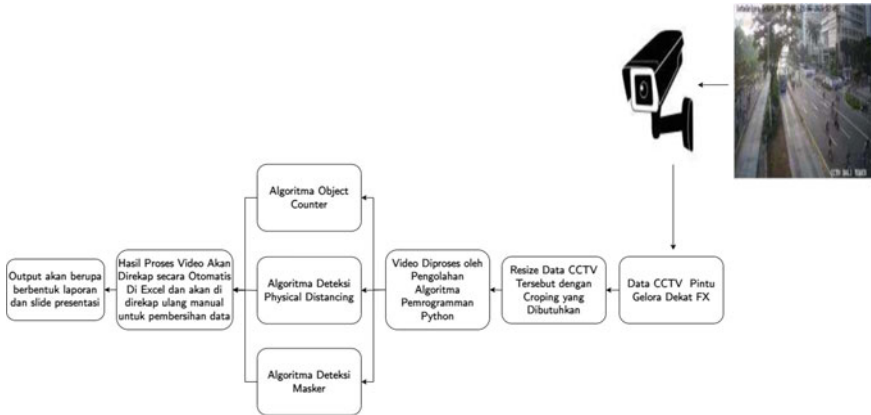 Algoritma Object
Counter
Output akan berupa
berbentuk laporan
dan slide presentasi
Hasil Proses Video Akan
Direkap secara Otomatis
Di Excel dan akan di
direkap ulang manual
untuk pembersihan data
Algoritma Deteksi
Physical Distancing
Video Diproses oleh
Pengolahan
Algoritma
Pemrogramman
Python
Resize Data CCTV
Tersebut dengan
Croping yang
Dibutuhkan
Data CCTV Pintu
Gelora Dekat FX
Algoritma Deteksi
Masker